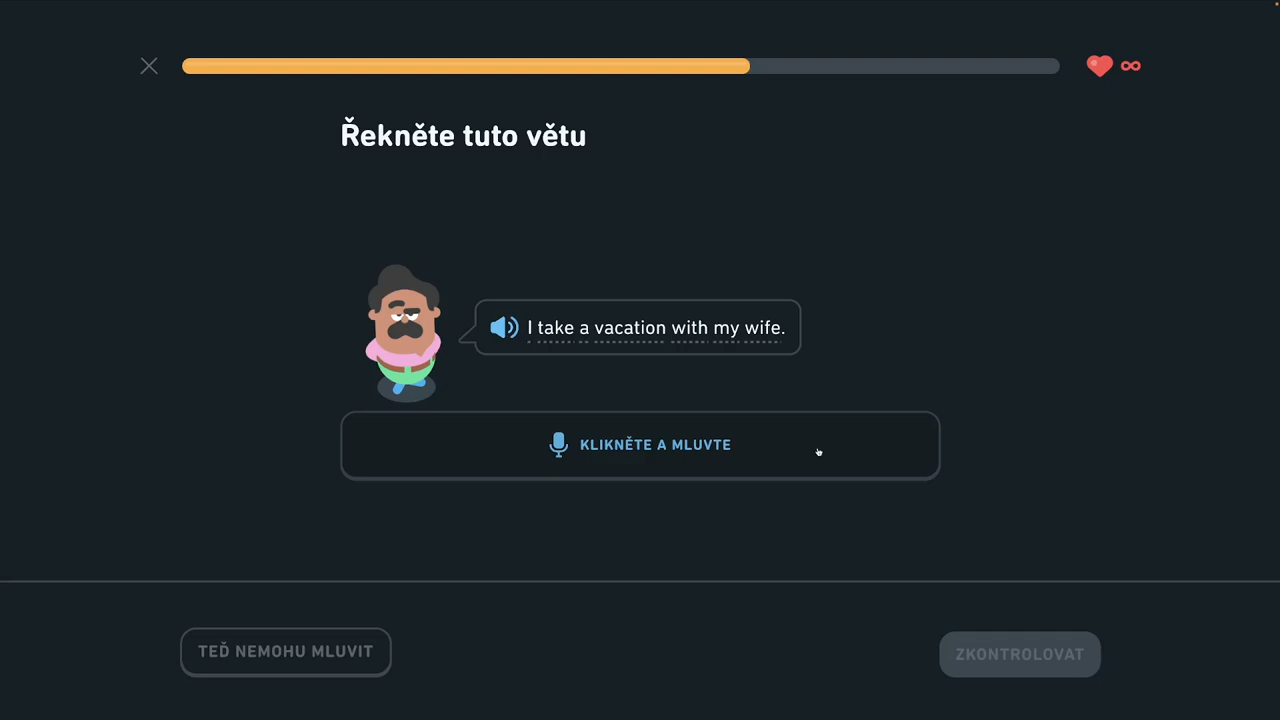 Řekněte tuto větu
I take a vacation with my wife.
KLIKNĚTE A MLUVTE
TEĎ NEMOHU MLUVIT
ZKONTROLOVAT